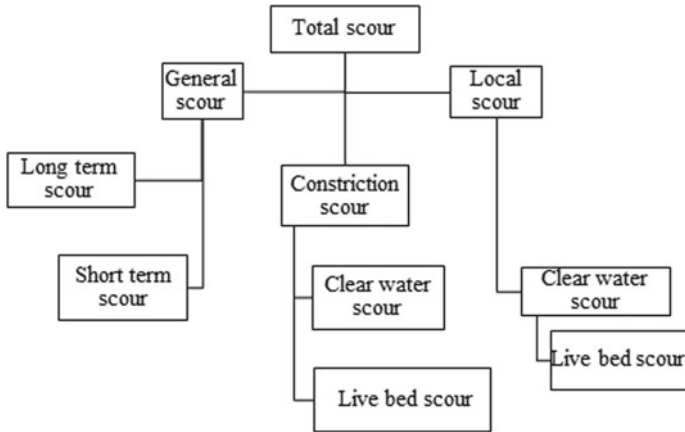 Total scour
General
scour
Local
scour
Long term
scour
Constriction
scour
Short term
scour
Clear water
scour
Clear water
scour
Live bed scour
Live bed scour